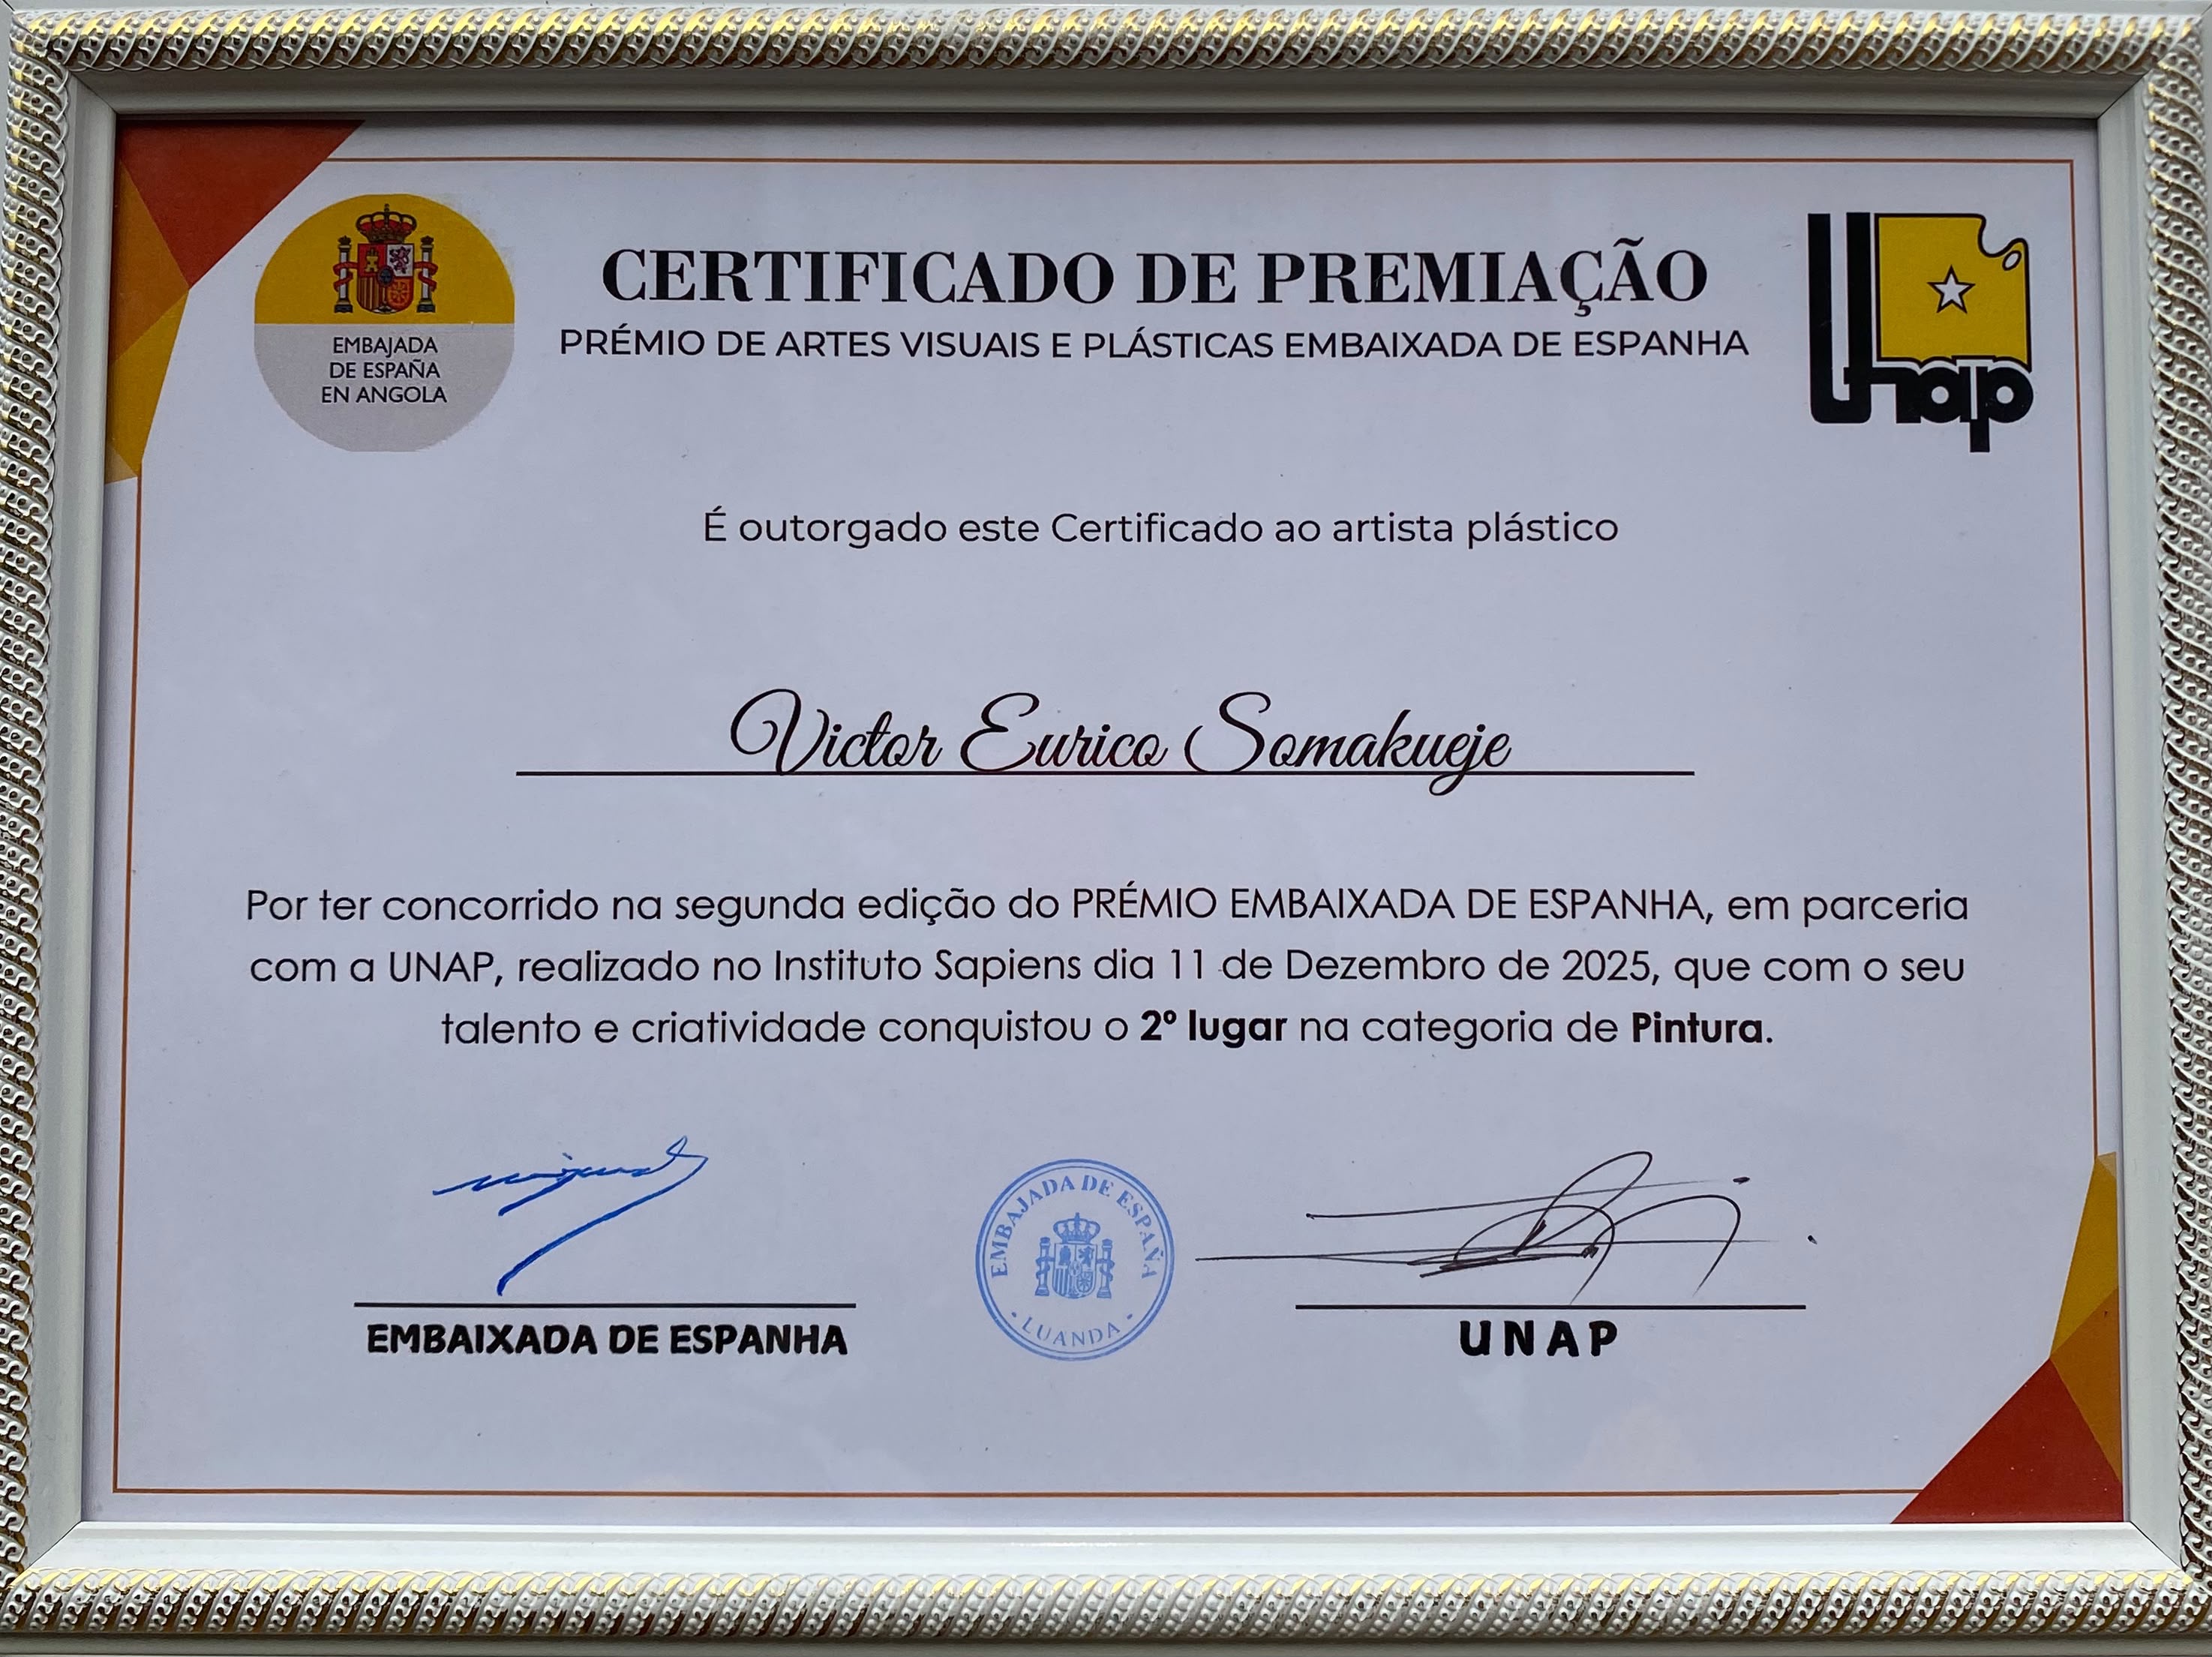 EMBAJADA
DE ESPAÑA
EN ANGOLA
CERTIFICADO DE PREMIAÇÃO
PRÉMIO DE ARTES VISUAIS E PLÁSTICAS EMBAIXADA DE ESPANHA
Unap
É outorgado este Certificado ao artista plástico
Victor Eurico Somakueje
Por ter concorrido na segunda edição do PRÉMIO EMBAIXADA DE ESPANHA, em parceria
com a UNAP, realizado no Instituto Sapiens dia 11 de Dezembro de 2025, que com o seu
talento e criatividade conquistou o 2º lugar na categoria de Pintura.
EMBAJADA DE ESPAÑA
· LUANDA ·
EMBAIXADA DE ESPANHA
UNAP